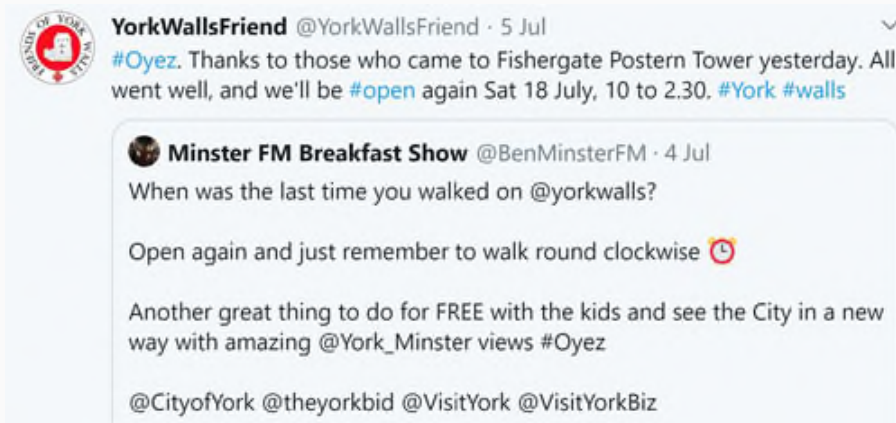 FRIENDS OF YORK WALLS
YorkWallsFriend @YorkWallsFriend · 5 Jul
#Oyez. Thanks to those who came to Fishergate Postern Tower yesterday. All
went well, and we'll be #open again Sat 18 July, 10 to 2.30. #York #walls
Minster FM Breakfast Show @BenMinsterFM · 4 Jul
When was the last time you walked on @yorkwalls?
Open again and just remember to walk round clockwise ⏰
Another great thing to do for FREE with the kids and see the City in a new
way with amazing @York_Minster views #Oyez
@CityofYork @theyorkbid @VisitYork @VisitYorkBiz